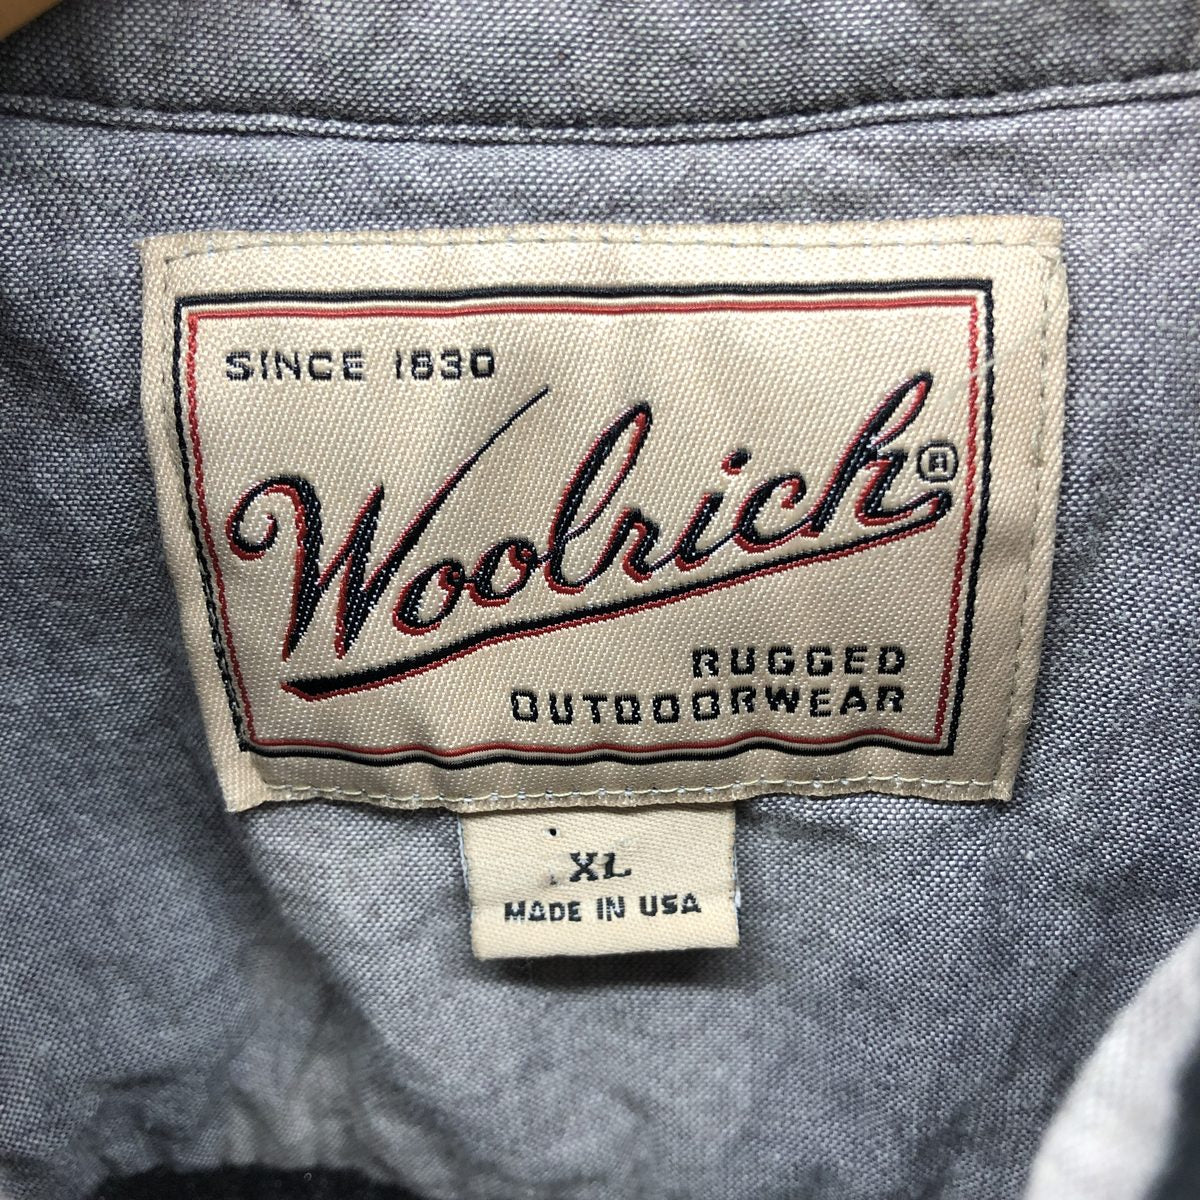 SINCE 1830
Woolrich®
RUGGED
OUTDOORWEAR
XL
MADE IN USA